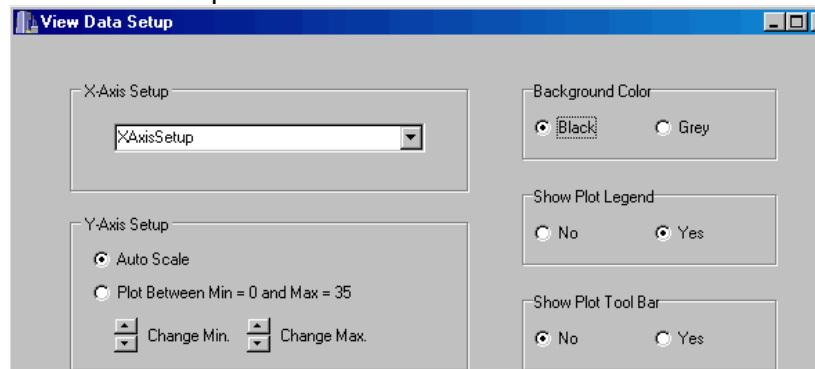 View Data Setup
X-Axis Setup
XAxisSetup
Y-Axis Setup
Auto Scale
Plot Between Min = 0 and Max = 35
Change Min. Change Max.
Background Color
Black Grey
Show Plot Legend
No Yes
Show Plot Tool Bar
No Yes